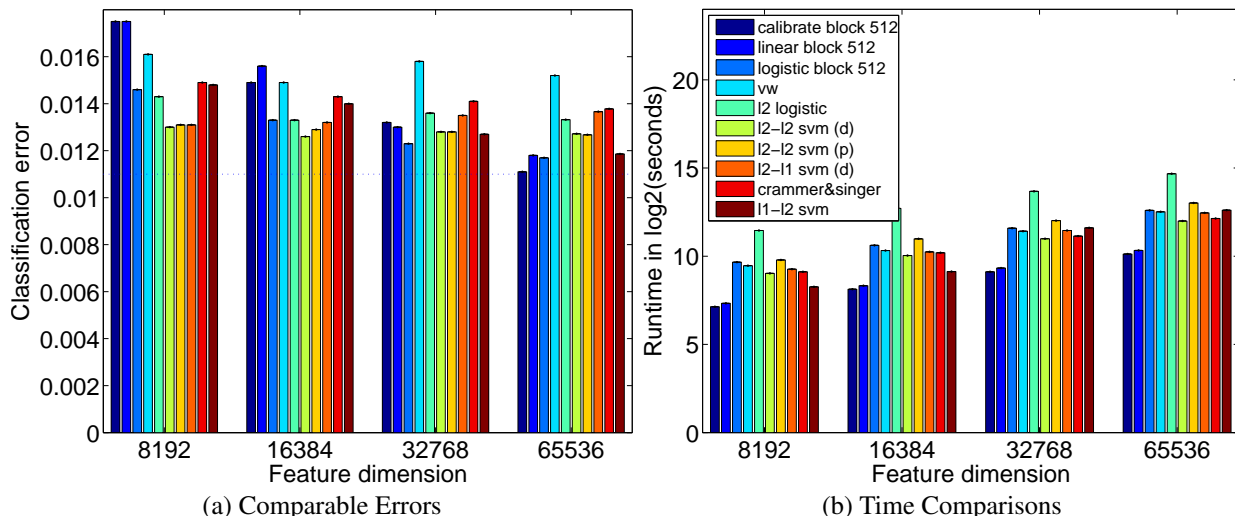 Classification error
0.016
0.014
0.012
0.01
0.008
0.006
0.004
0.002
0
8192 16384 32768 65536
Feature dimension
(a) Comparable Errors
Runtime in log2(seconds)
20
15
10
5
0
calibrate block 512
linear block 512
logistic block 512
vw
l2 logistic
l2−l2 svm (d)
l2−l2 svm (p)
l2−l1 svm (d)
crammer&singer
l1−l2 svm
8192 16384 32768 65536
Feature dimension
(b) Time Comparisons